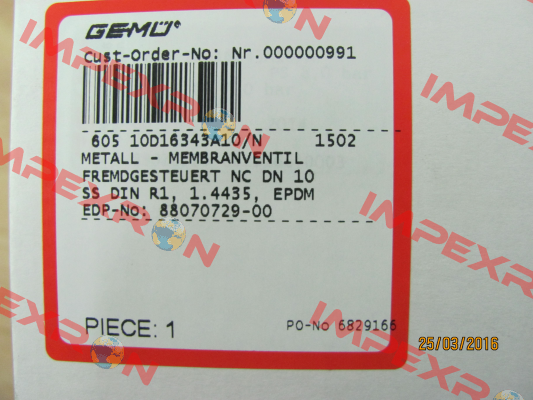 GEMÜ
Cust-Order-No: Nr.000000991
605 10D16343A10/N 1502
METALL - MEMBRANVENTIL
FREMDGESTEUERT NC DN 10
SS DIN R1, 1.4435, EPDM
EDP-No: 88070729-00
PIECE: 1
PO-No 6829166
25/03/2016
IMPEXRON
IMPEXRON
IMPEXRON
IMPEXRON